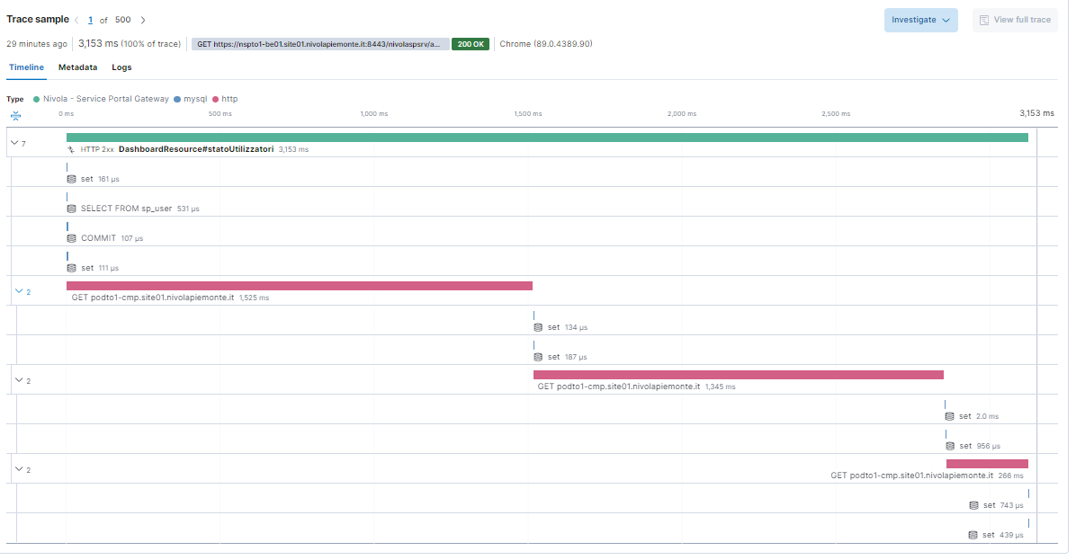 Trace sample 1 of 500 Investigate View full trace
29 minutes ago 3,153 ms (100% of trace) GET https://nspto1-be01.site01.nivolapiemonte.it:8443/nivolaspsrv/a... 200 OK Chrome (89.0.4389.90)
Timeline Metadata Logs
Type Nivola - Service Portal Gateway mysql http
0 ms 500 ms 1,000 ms 1,500 ms 2,000 ms 2,500 ms 3,153 ms
7
HTTP 2xx DashboardResource#statoUtilizzatori 3,153 ms
set 161 μs
SELECT FROM sp_user 531 μs
COMMIT 107 μs
set 111 μs
2
GET podto1-cmp.site01.nivolapiemonte.it 1,525 ms
set 134 μs
set 187 μs
2
GET podto1-cmp.site01.nivolapiemonte.it 1,345 ms
set 2.0 ms
set 956 μs
2
GET podto1-cmp.site01.nivolapiemonte.it 266 ms
set 743 μs
set 439 μs